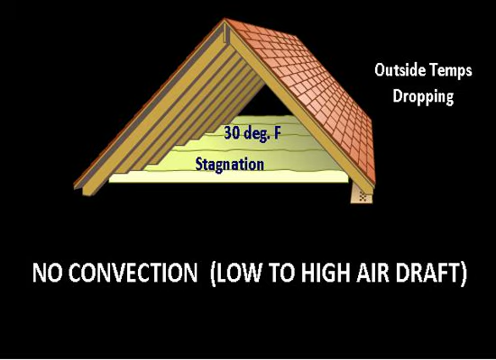 Outside Temps
Dropping
30 deg. F
Stagnation
NO CONVECTION (LOW TO HIGH AIR DRAFT)